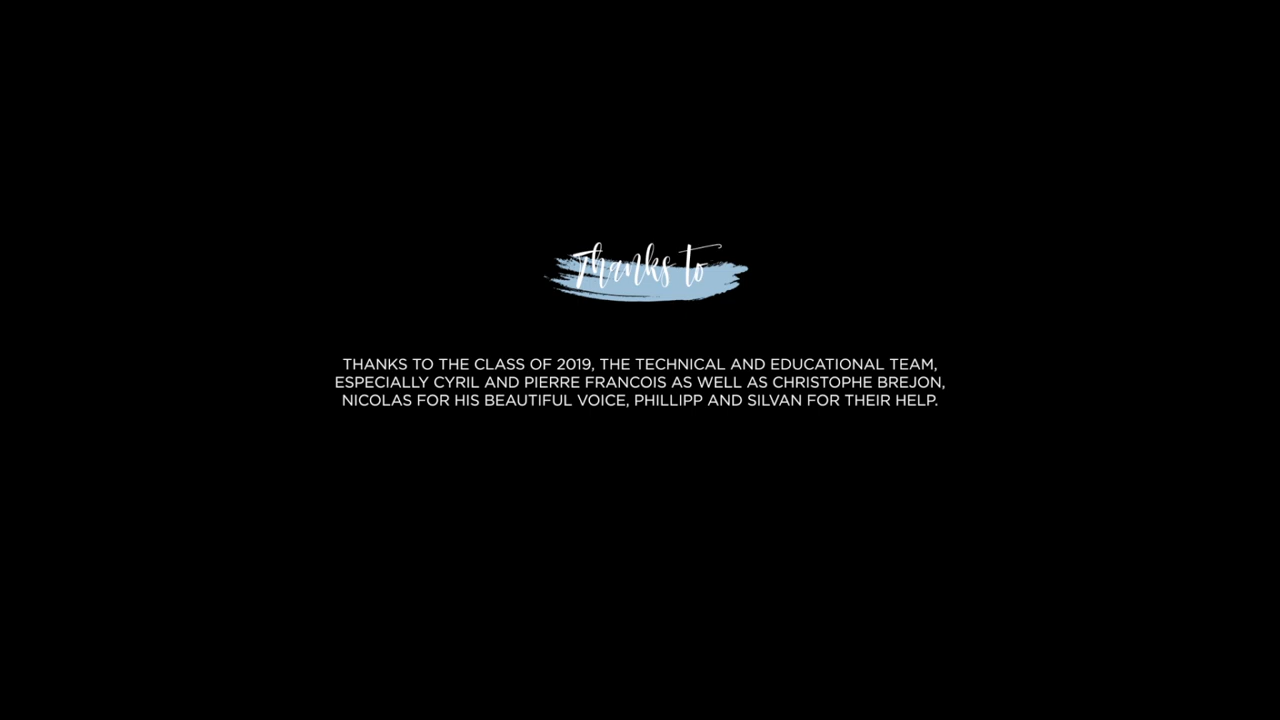 Thanks to
THANKS TO THE CLASS OF 2019, THE TECHNICAL AND EDUCATIONAL TEAM,
ESPECIALLY CYRIL AND PIERRE FRANCOIS AS WELL AS CHRISTOPHE BREJON,
NICOLAS FOR HIS BEAUTIFUL VOICE, PHILLIPP AND SILVAN FOR THEIR HELP.